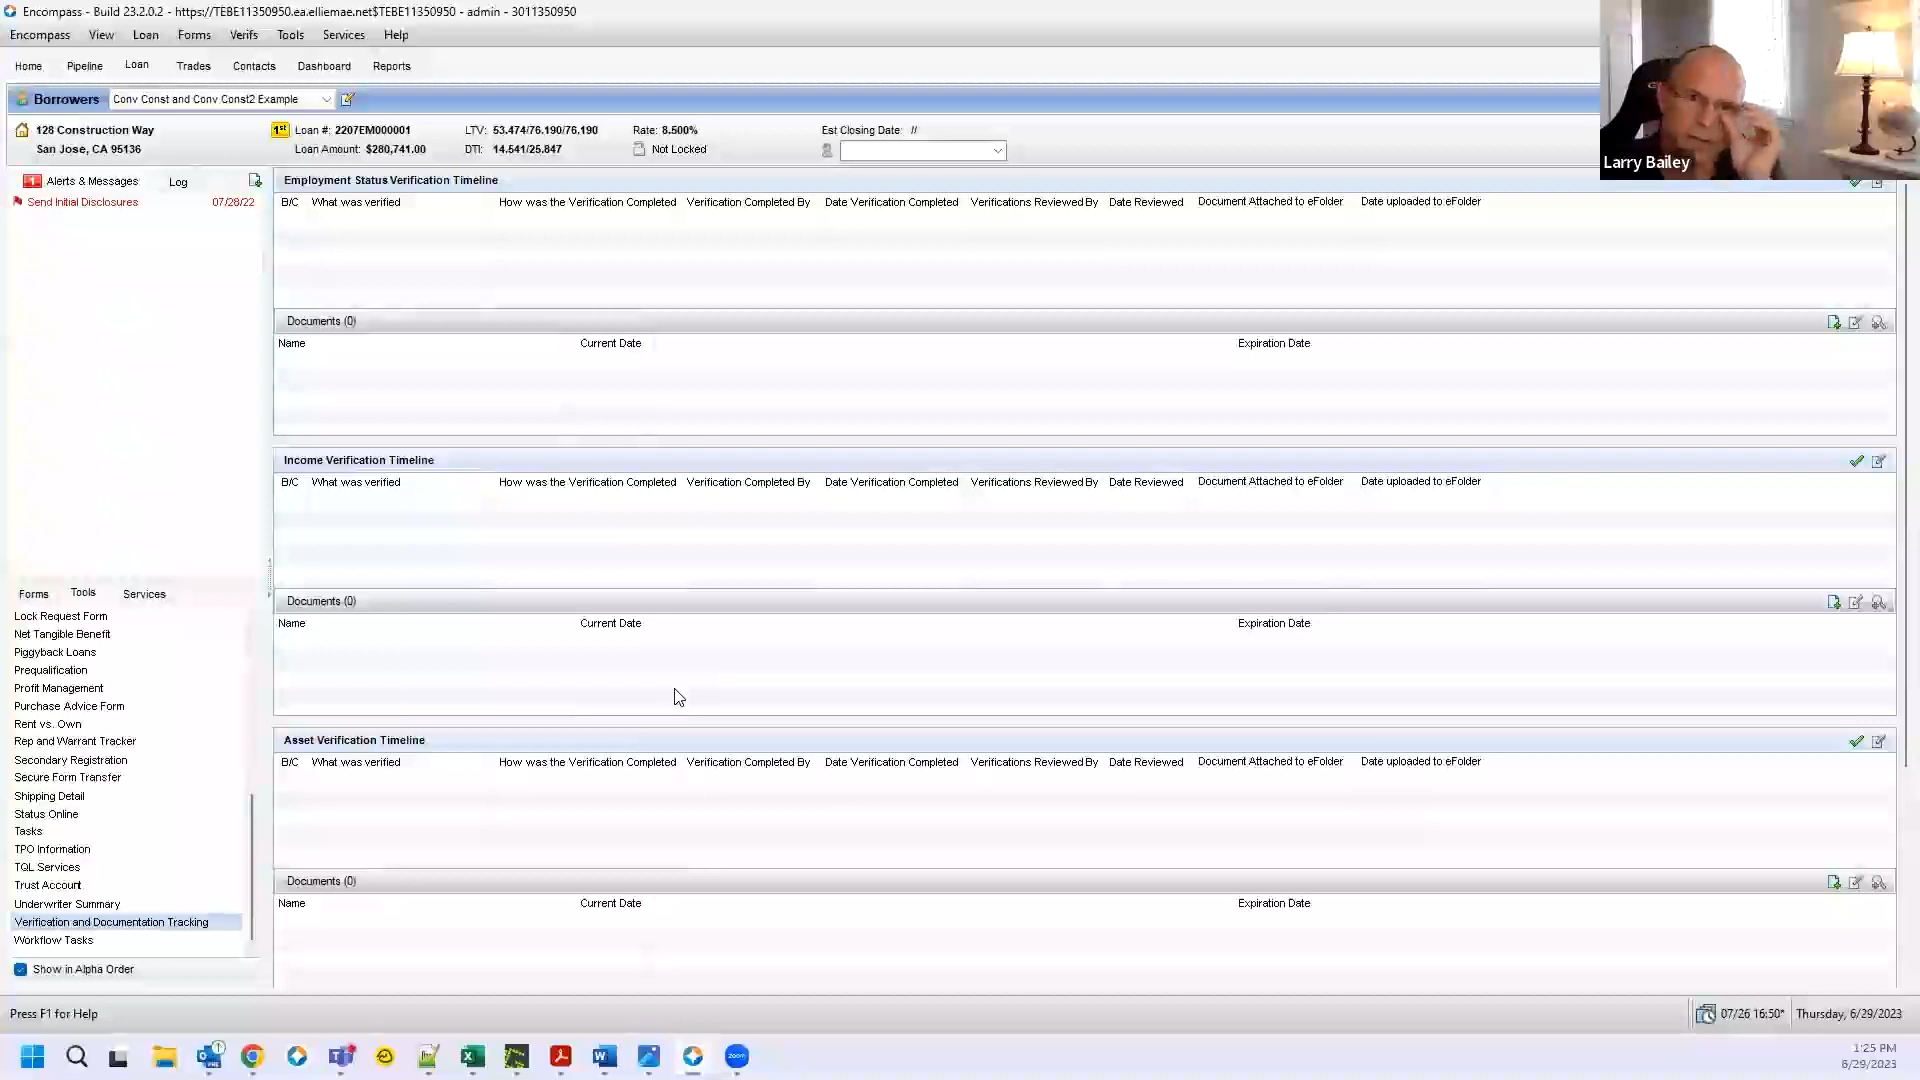 Encompass - Build 23.2.0.2 - https://TEBE11350950.ea.elliemae.net$TEBE11350950 - admin - 3011350950
Encompass View Loan Forms Verifs Tools Services Help
Home Pipeline Loan Trades Contacts Dashboard Reports
Borrowers Conv Const and Conv Const2 Example
128 Construction Way 1st Loan #: 2207EM000001 LTV: 53.474/76.190/76.190 Rate: 8.500% Est Closing Date: //
San Jose, CA 95136 Loan Amount: $280,741.00 DTI: 14.541/25.847 Not Locked
Larry Bailey
1 Alerts & Messages Log
Send Initial Disclosures 07/28/22
Employment Status Verification Timeline
B/C What was verified How was the Verification Completed Verification Completed By Date Verification Completed Verifications Reviewed By Date Reviewed Document Attached to eFolder Date uploaded to eFolder
Documents (0)
Name Current Date Expiration Date
Income Verification Timeline
B/C What was verified How was the Verification Completed Verification Completed By Date Verification Completed Verifications Reviewed By Date Reviewed Document Attached to eFolder Date uploaded to eFolder
Documents (0)
Name Current Date Expiration Date
Asset Verification Timeline
B/C What was verified How was the Verification Completed Verification Completed By Date Verification Completed Verifications Reviewed By Date Reviewed Document Attached to eFolder Date uploaded to eFolder
Documents (0)
Name Current Date Expiration Date
Forms Tools Services
Lock Request Form
Net Tangible Benefit
Piggyback Loans
Prequalification
Profit Management
Purchase Advice Form
Rent vs. Own
Rep and Warrant Tracker
Secondary Registration
Secure Form Transfer
Shipping Detail
Status Online
Tasks
TPO Information
TQL Services
Trust Account
Underwriter Summary
Verification and Documentation Tracking
Workflow Tasks
Show in Alpha Order
Press F1 for Help 07/26 16:50* Thursday, 6/29/2023
zoom
1:25 PM
6/29/2023